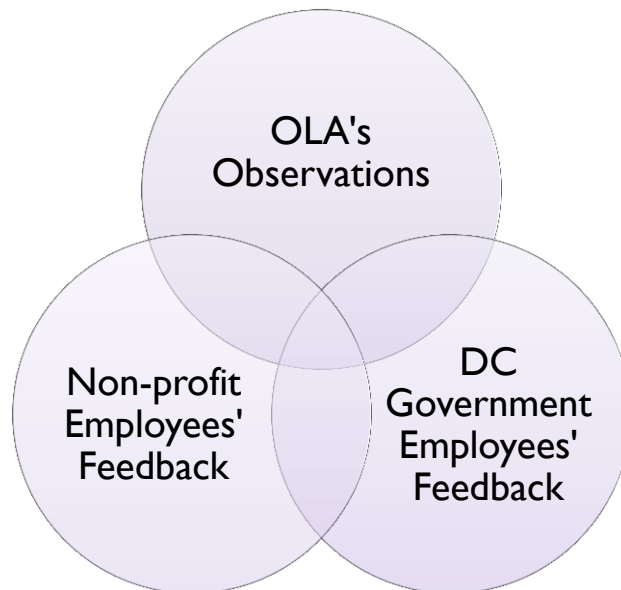 OLA's
Observations
Non-profit
Employees'
Feedback
DC
Government
Employees'
Feedback